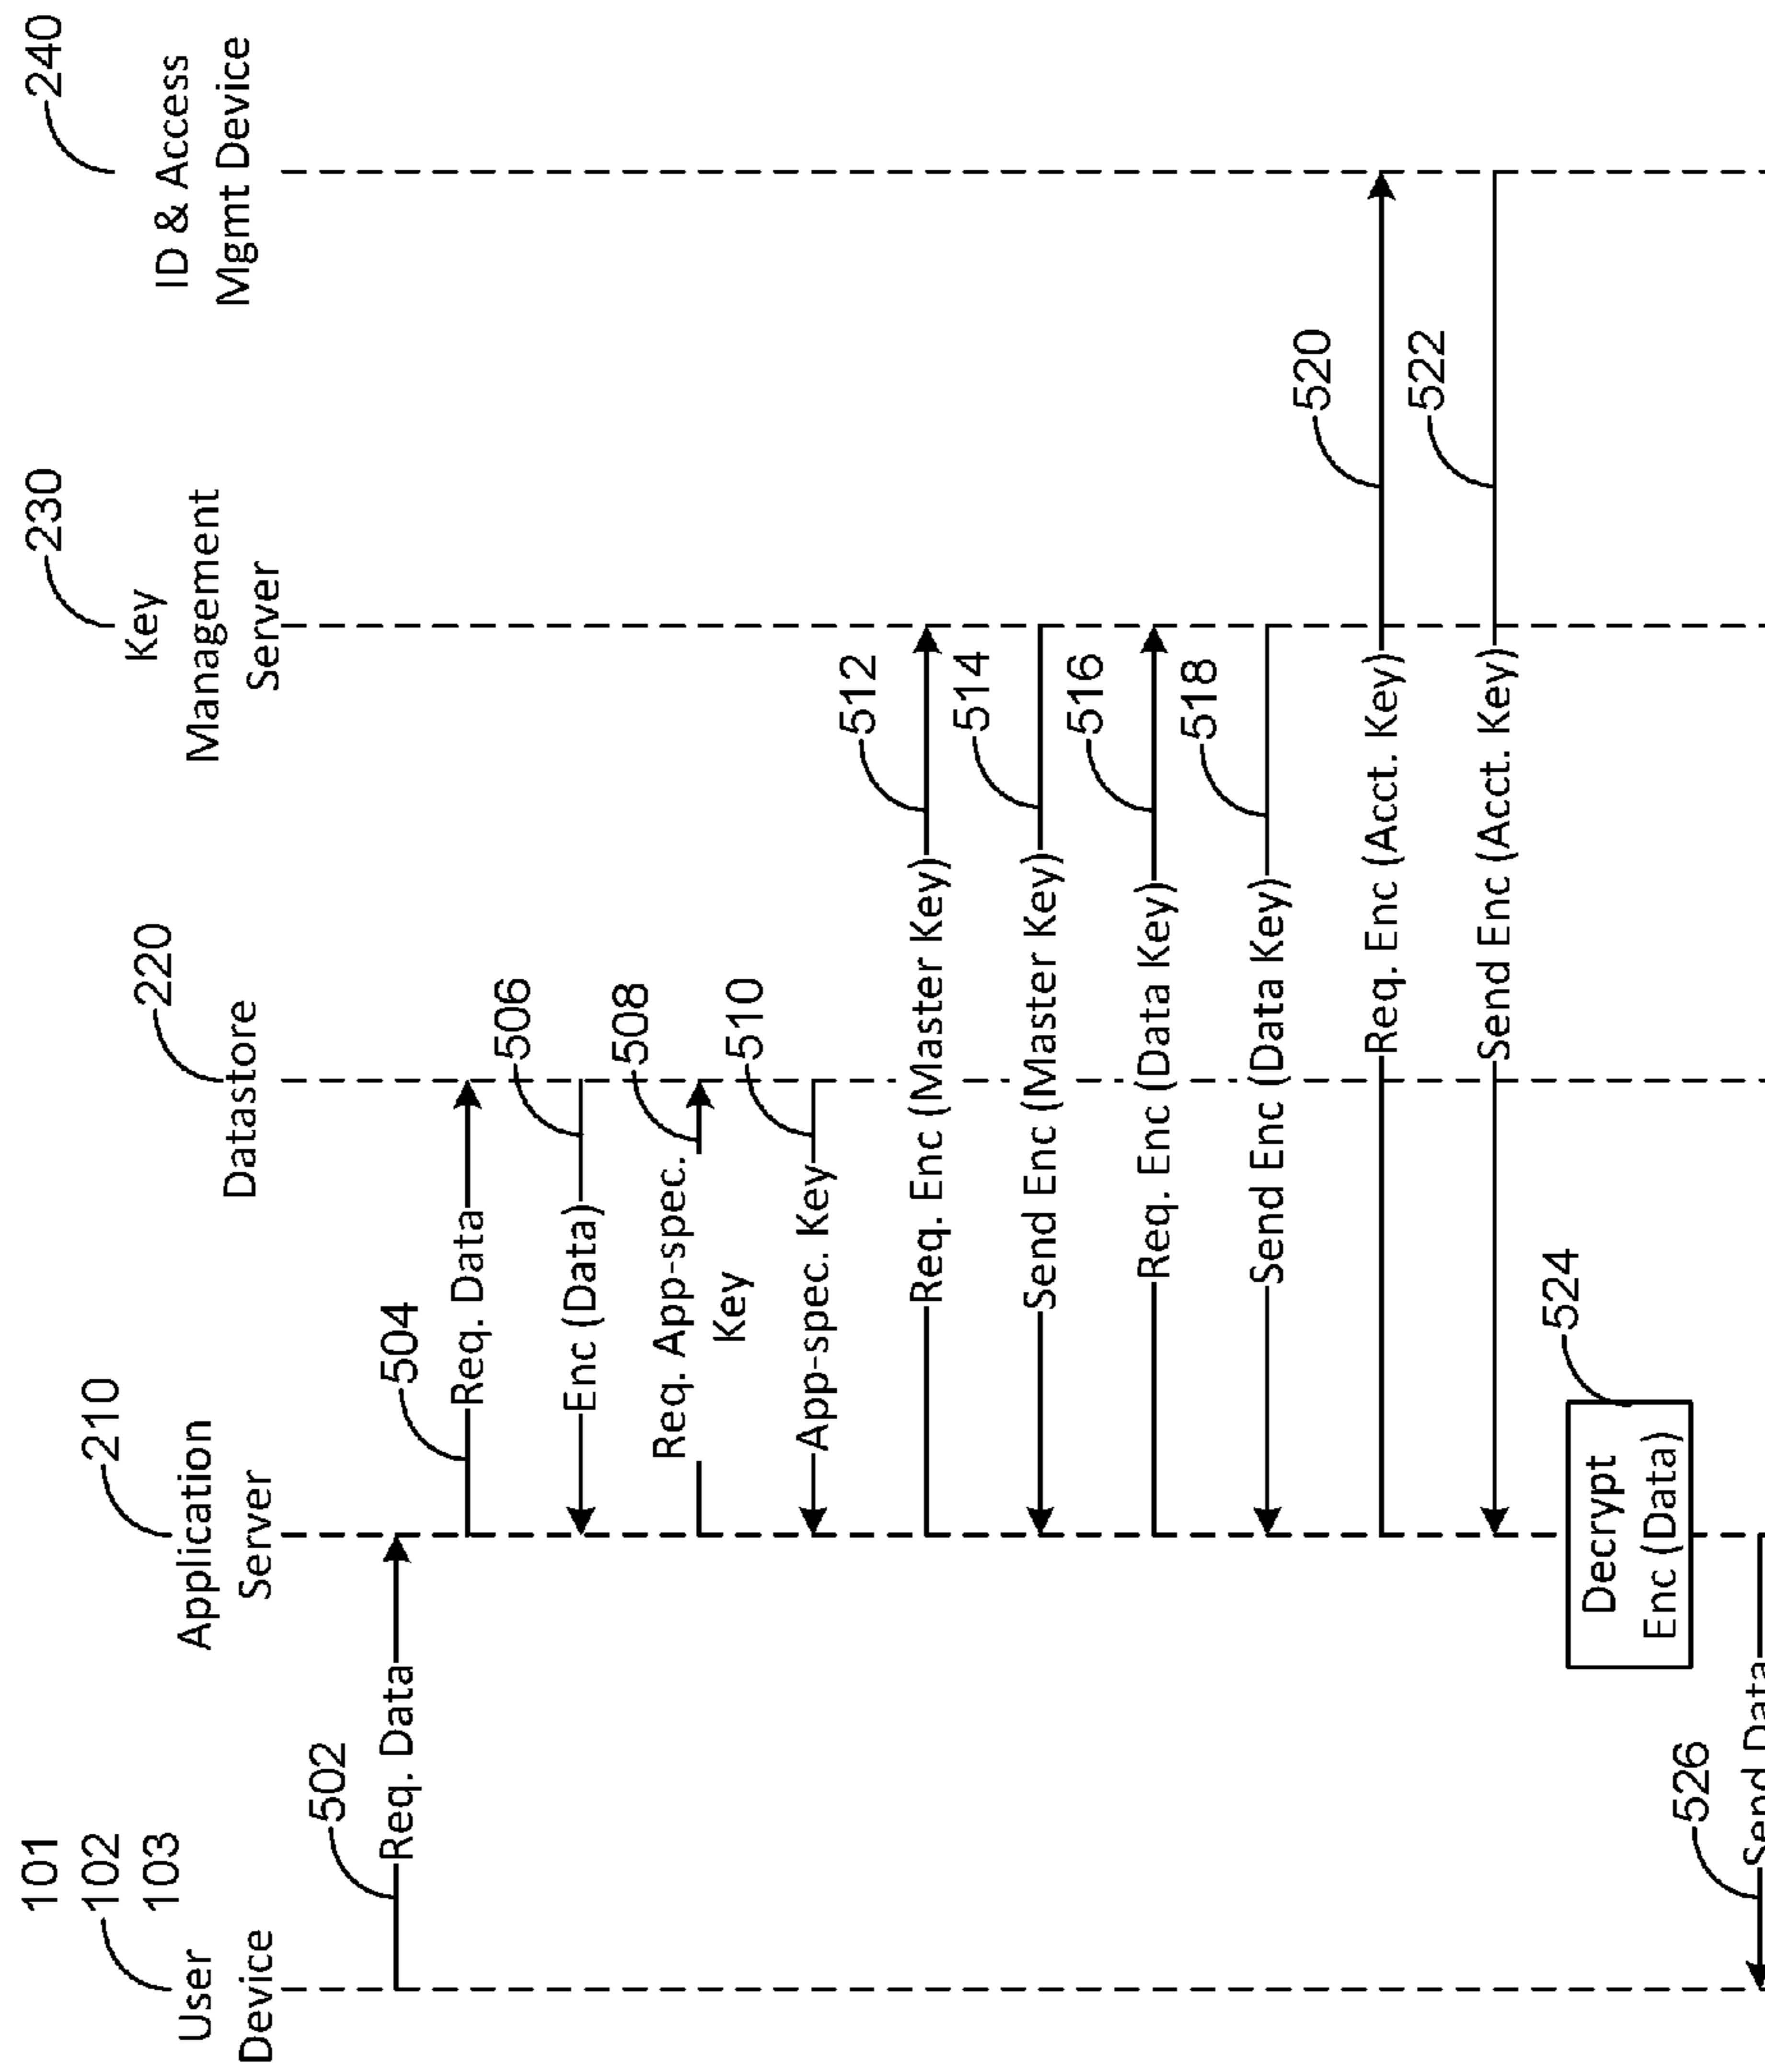 101
102
103
User
Device
210
Application
Server
220
Datastore
230
Key
Management
Server
240
ID & Access
Mgmt Device
502
Req. Data
504
Req. Data
506
Enc (Data)
508
Req. App-spec.
Key
510
App-spec. Key
512
Req. Enc (Master Key)
514
Send Enc (Master Key)
516
Req. Enc (Data Key)
518
Send Enc (Data Key)
520
Req. Enc (Acct. Key)
522
Send Enc (Acct. Key)
524
Decrypt
Enc (Data)
526
Send Data